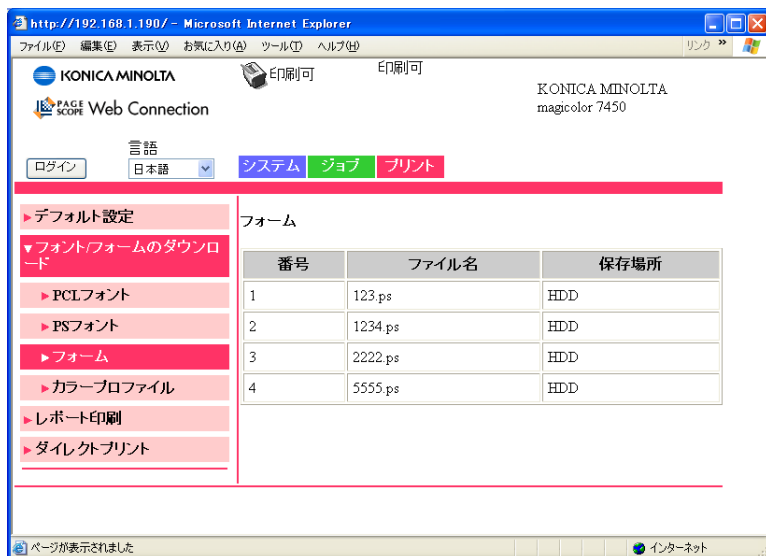 http://192.168.1.190/ - Microsoft Internet Explorer
ファイル(F) 編集(E) 表示(V) お気に入り(A) ツール(T) ヘルプ(H) リンク »
KONICA MINOLTA
印刷可
印刷可
KONICA MINOLTA
magicolor 7450
PAGE SCOPE Web Connection
言語
ログイン
日本語
システム ジョブ プリント
デフォルト設定
フォント/フォームのダウンロ
ード
PCLフォント
PSフォント
フォーム
カラープロファイル
レポート印刷
ダイレクトプリント
フォーム
番号 ファイル名 保存場所
1 123.ps HDD
2 1234.ps HDD
3 2222.ps HDD
4 5555.ps HDD
ページが表示されました
インターネット